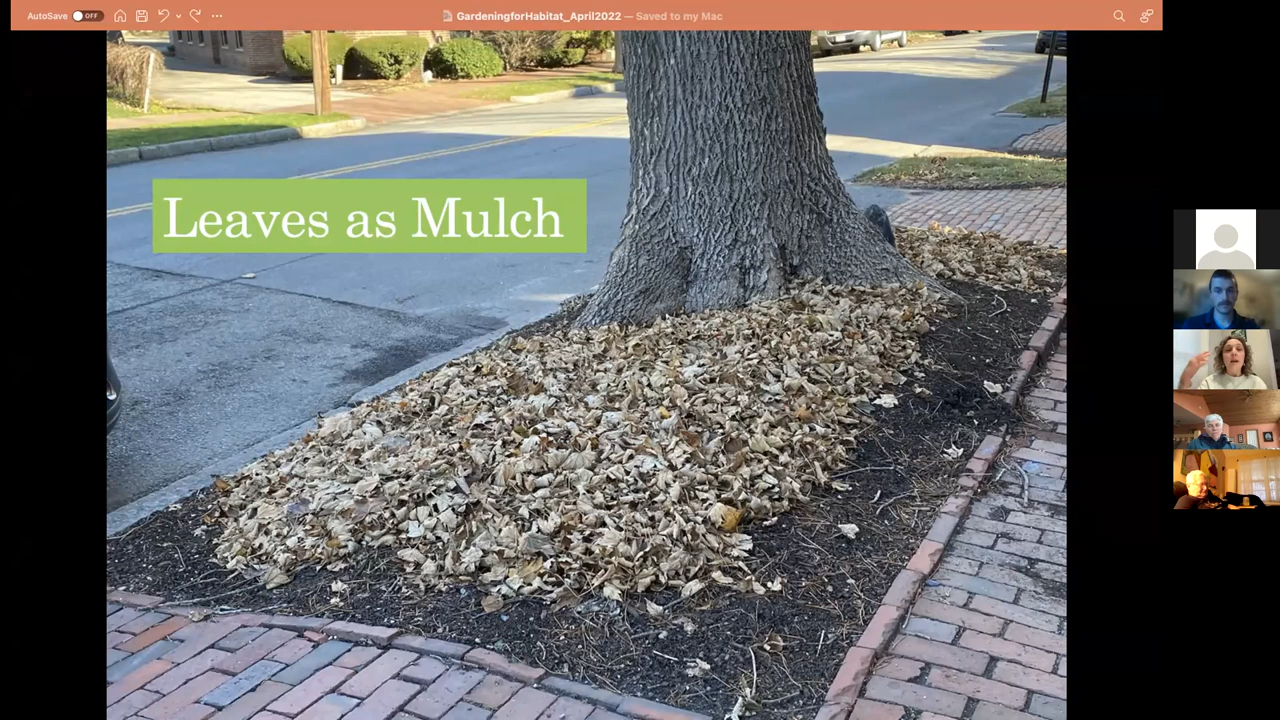 AutoSave OFF
GardeningforHabitat_April2022 — Saved to my Mac
Leaves as Mulch